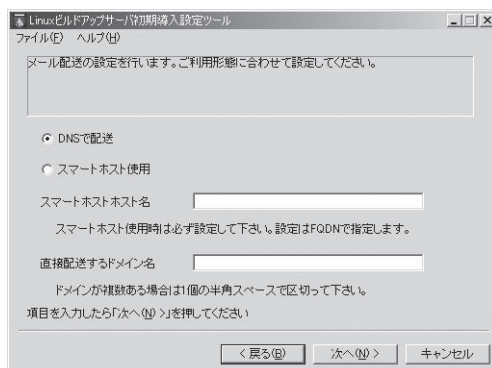 Linuxビルドアップサーバ初期導入設定ツール
ファイル(F) ヘルプ(H)
メール配送の設定を行います。ご利用形態に合わせて設定してください。
DNSで配送
スマートホスト使用
スマートホストホスト名
スマートホスト使用時は必ず設定して下さい。設定はFQDNで指定します。
直接配送するドメイン名
ドメインが複数ある場合は1個の半角スペースで区切って下さい。
項目を入力したら「次へ(N) >」を押してください
< 戻る(B) 次へ(N) > キャンセル